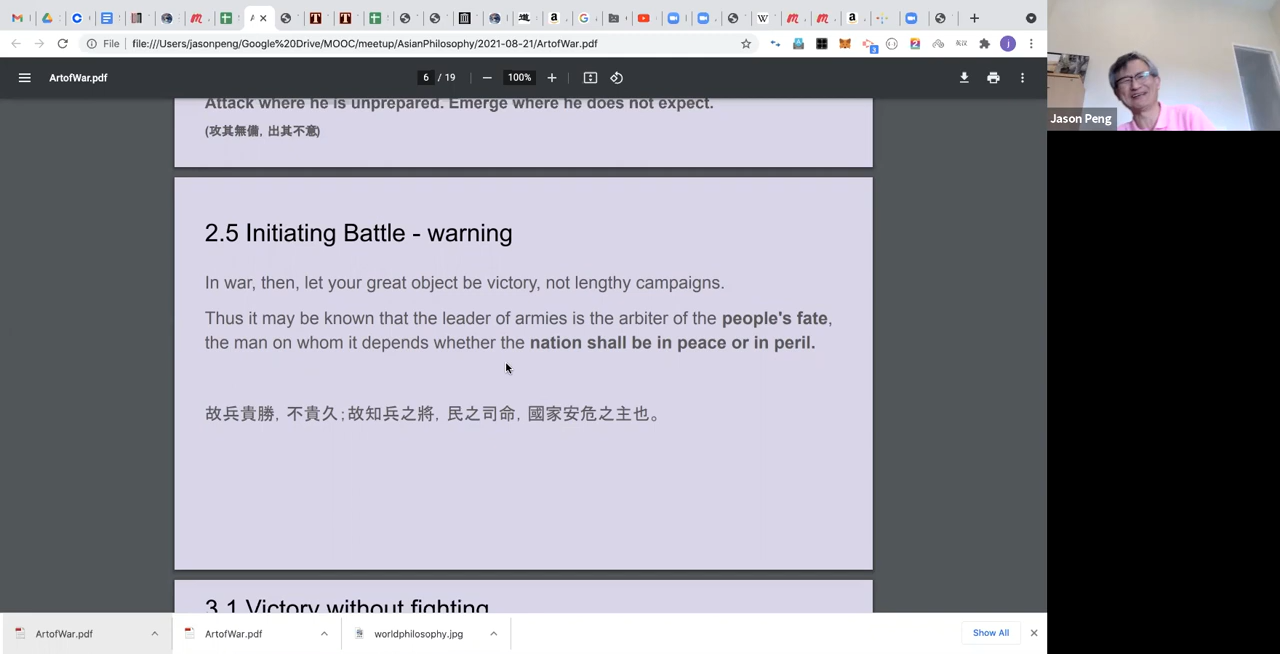 File
file:///Users/jasonpeng/Google%20Drive/MOOC/meetup/AsianPhilosophy/2021-08-21/ArtofWar.pdf
ArtofWar.pdf
6 / 19
100%
Attack where he is unprepared. Emerge where he does not expect.
(攻其無備, 出其不意)
2.5 Initiating Battle - warning
In war, then, let your great object be victory, not lengthy campaigns.
Thus it may be known that the leader of armies is the arbiter of the people's fate,
the man on whom it depends whether the nation shall be in peace or in peril.
故兵貴勝, 不貴久;故知兵之將, 民之司命, 國家安危之主也。
3.1 Victory without fighting
ArtofWar.pdf
ArtofWar.pdf
worldphilosophy.jpg
Show All
Jason Peng